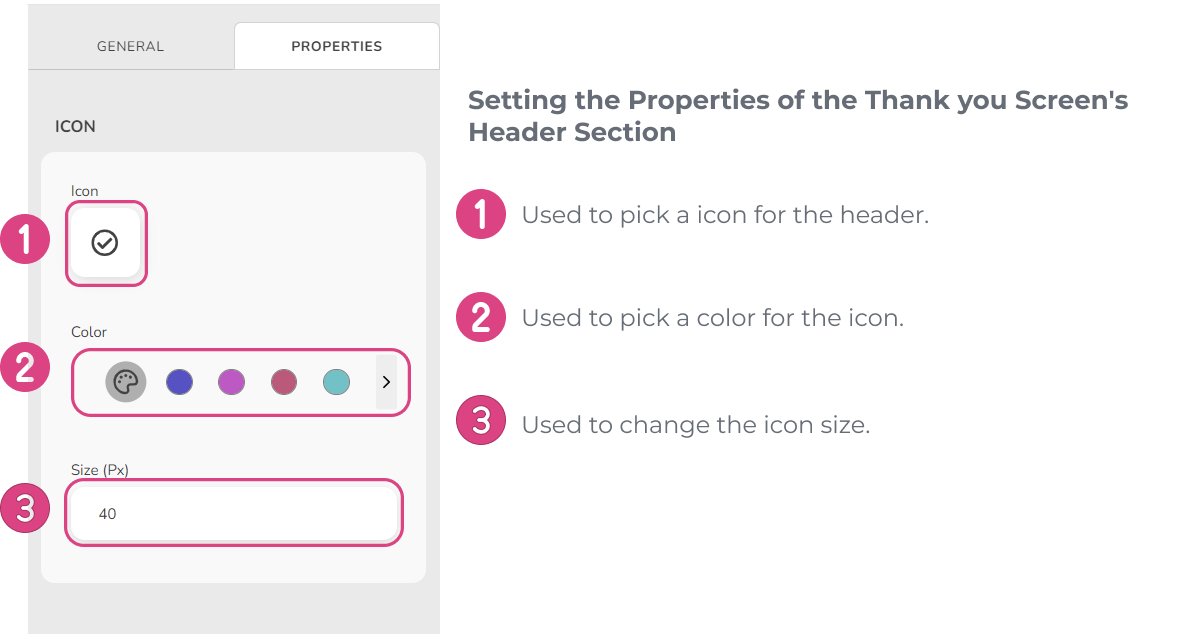 GENERAL
PROPERTIES
ICON
Icon
1
Color
2
Size (Px)
3
40
Setting the Properties of the Thank you Screen's
Header Section
1 Used to pick a icon for the header.
2 Used to pick a color for the icon.
3 Used to change the icon size.